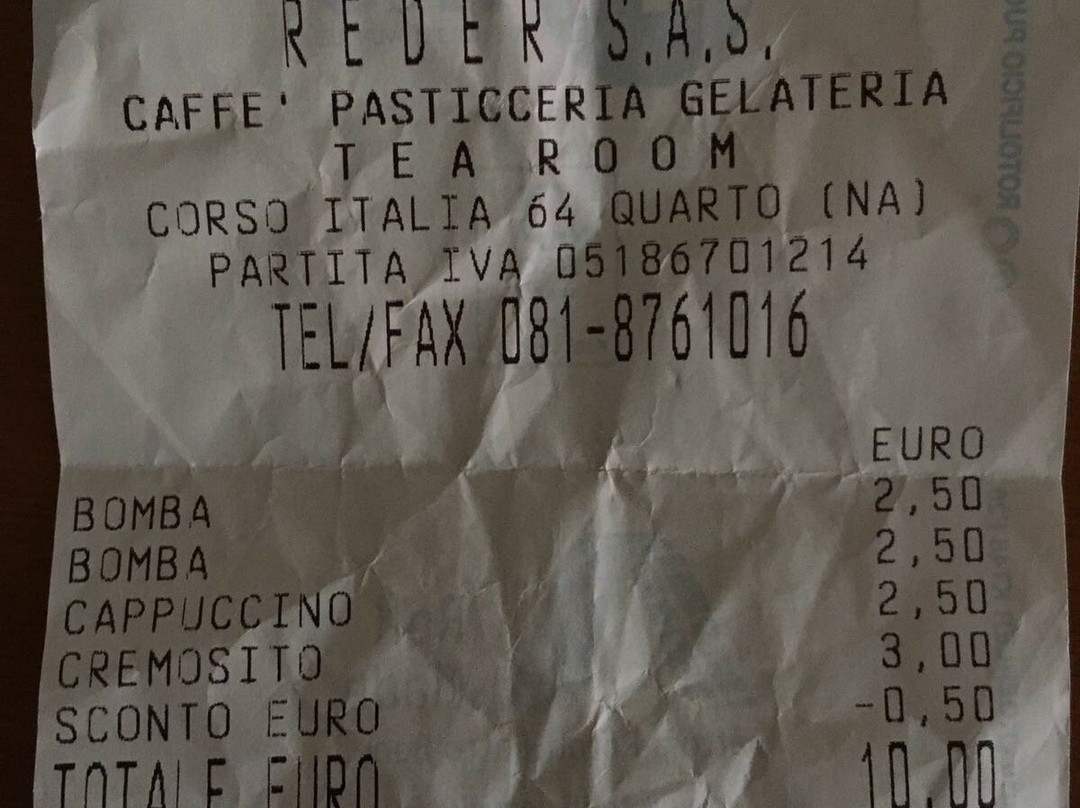 REDER S.A.S.
CAFFE' PASTICCERIA GELATERIA
TEA ROOM
CORSO ITALIA 64 QUARTO (NA)
PARTITA IVA 05186701214
TEL/FAX 081-8761016
EURO
BOMBA 2,50
BOMBA 2,50
CAPPUCCINO 2,50
CREMOSITO 3,00
SCONTO EURO -0,50
TOTALE EURO 10,00
ROTOLIFICIO